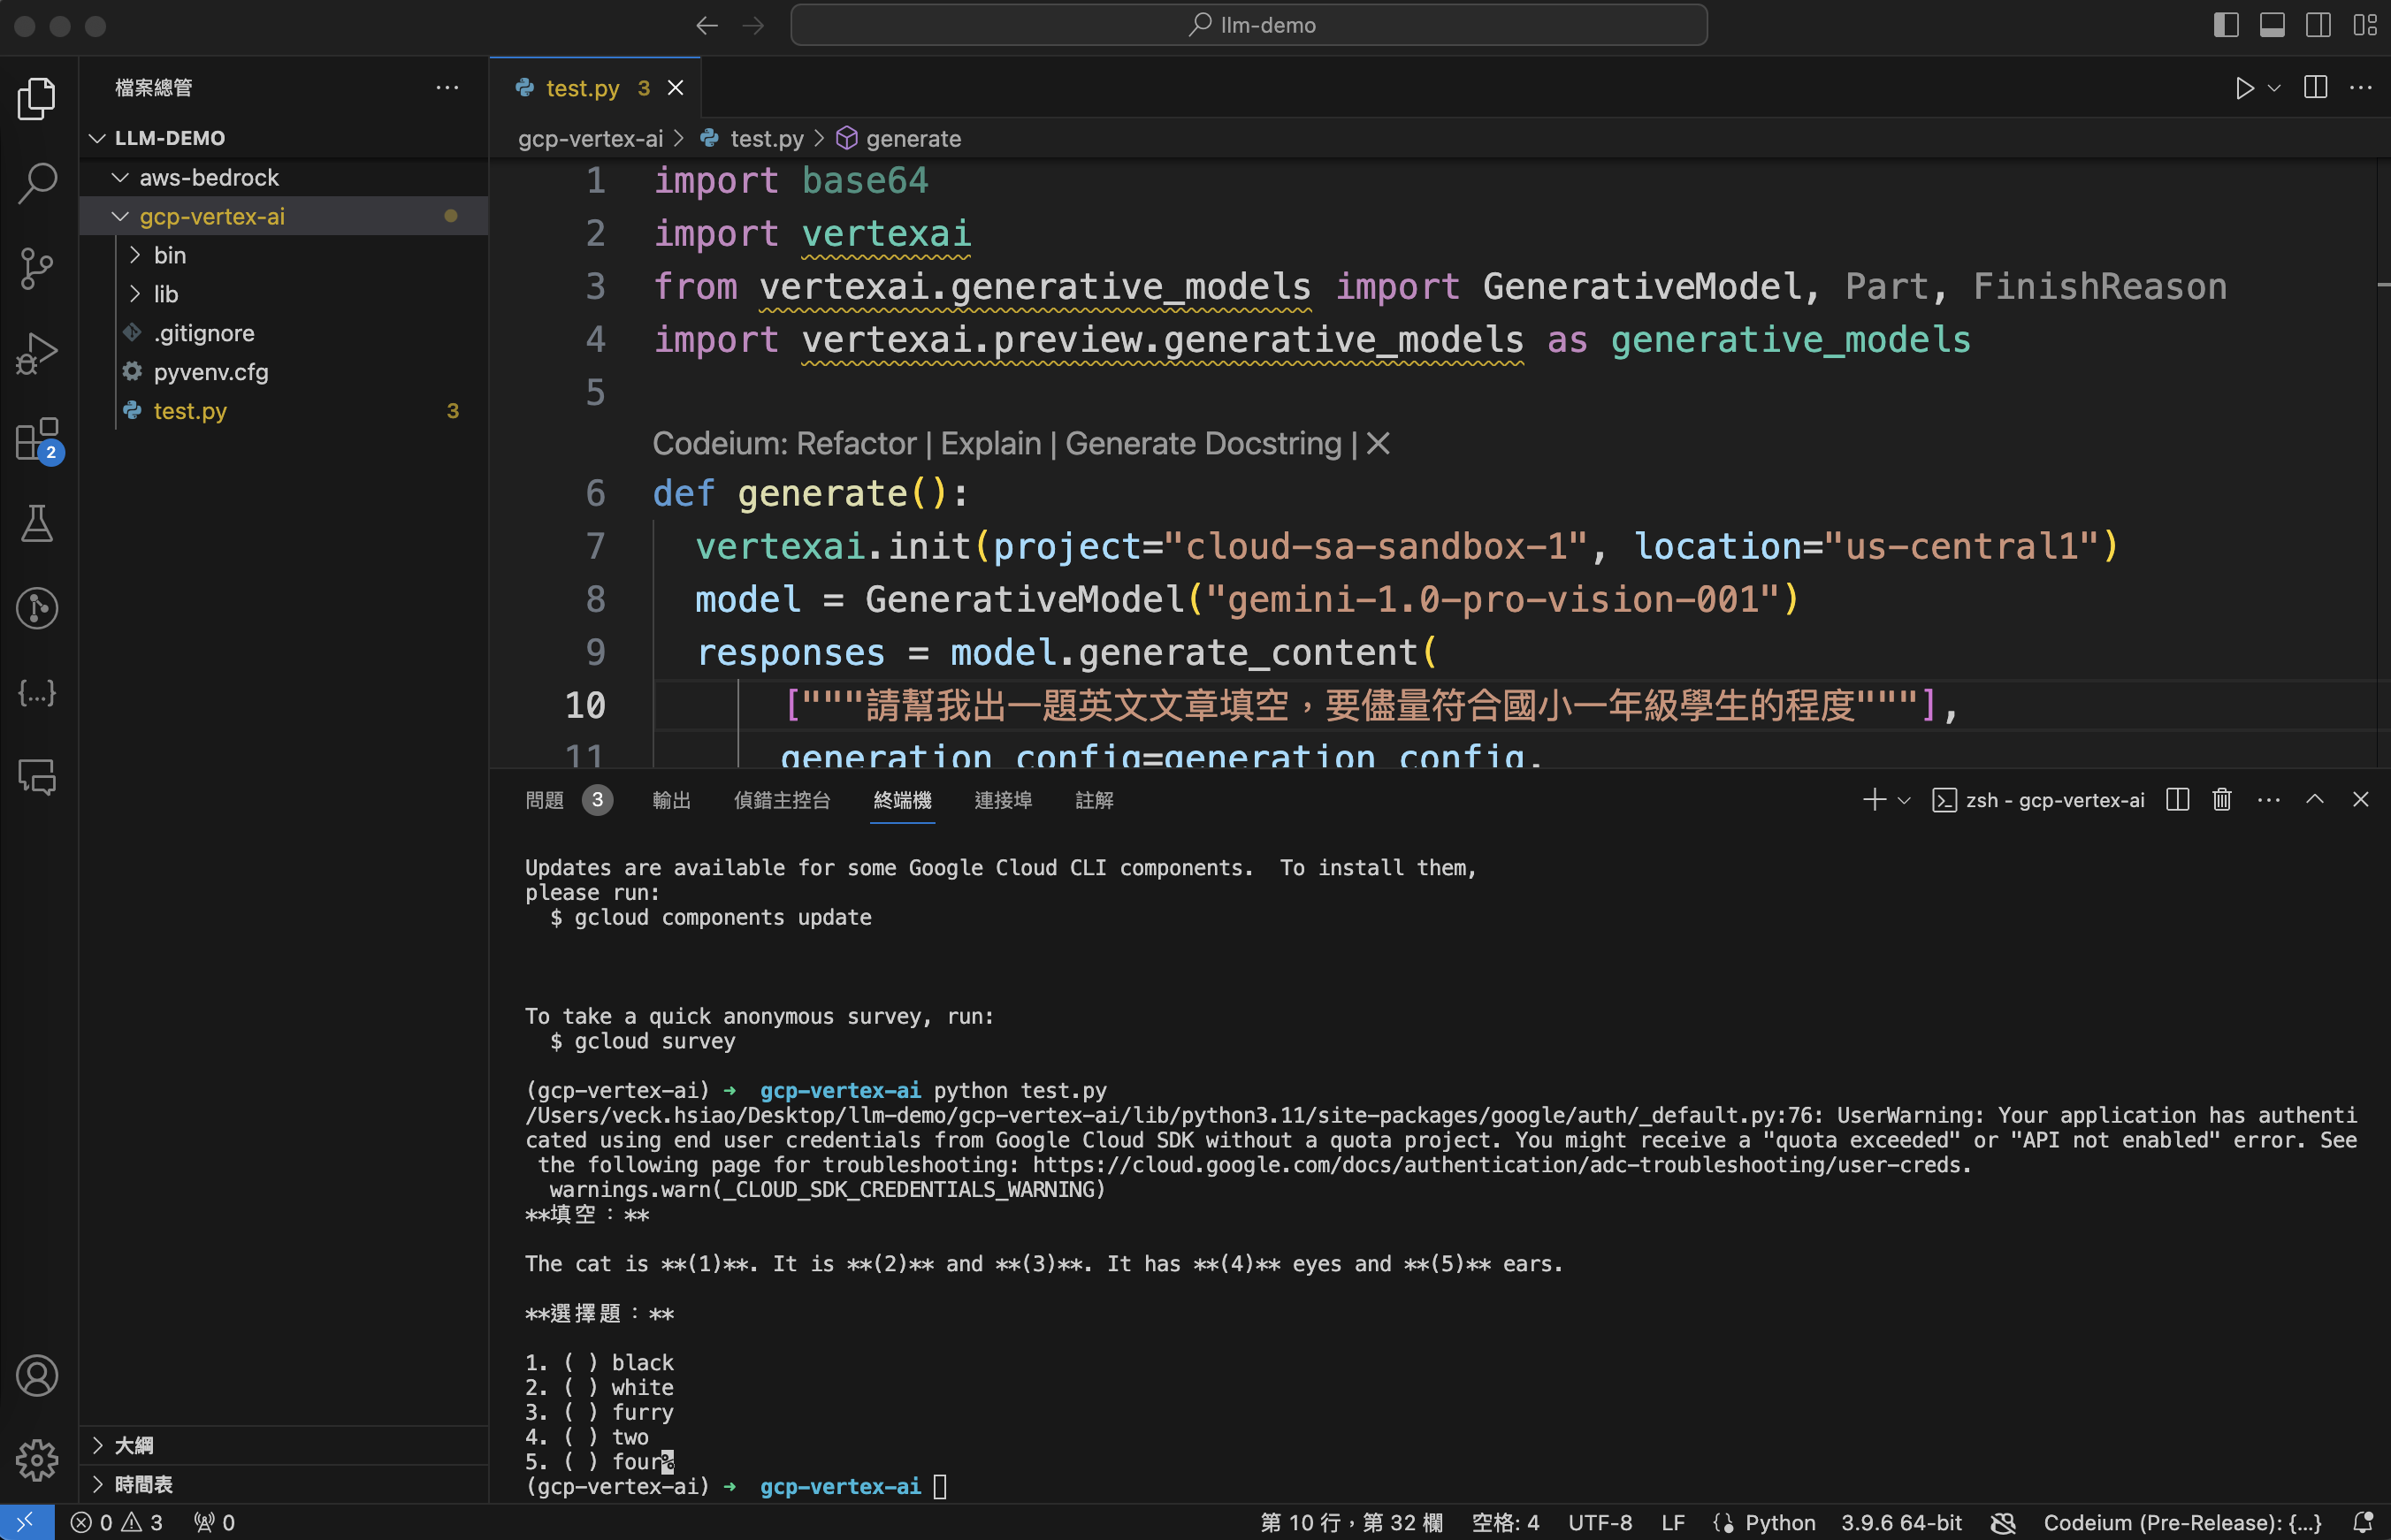 llm-demo
檔案總管
LLM-DEMO
aws-bedrock
gcp-vertex-ai
bin
lib
.gitignore
pyvenv.cfg
test.py 3
大綱
時間表
2
test.py 3
gcp-vertex-ai > test.py > generate
1 import base64
2 import vertexai
3 from vertexai.generative_models import GenerativeModel, Part, FinishReason
4 import vertexai.preview.generative_models as generative_models
5
Codeium: Refactor | Explain | Generate Docstring | ×
6 def generate():
7 vertexai.init(project="cloud-sa-sandbox-1", location="us-central1")
8 model = GenerativeModel("gemini-1.0-pro-vision-001")
9 responses = model.generate_content(
10 ["""請幫我出一題英文文章填空，要儘量符合國小一年級學生的程度"""],
11 generation_config=generation_config,
問題 3 輸出 偵錯主控台 終端機 連接埠 註解
zsh - gcp-vertex-ai
Updates are available for some Google Cloud CLI components.  To install them,
please run:
$ gcloud components update
To take a quick anonymous survey, run:
$ gcloud survey
(gcp-vertex-ai) ➜ gcp-vertex-ai python test.py
/Users/veck.hsiao/Desktop/llm-demo/gcp-vertex-ai/lib/python3.11/site-packages/google/auth/_default.py:76: UserWarning: Your application has authenti
cated using end user credentials from Google Cloud SDK without a quota project. You might receive a "quota exceeded" or "API not enabled" error. See
the following page for troubleshooting: https://cloud.google.com/docs/authentication/adc-troubleshooting/user-creds.
warnings.warn(_CLOUD_SDK_CREDENTIALS_WARNING)
**填空：**
The cat is **(1)**. It is **(2)** and **(3)**. It has **(4)** eyes and **(5)** ears.
**選擇題：**
1. ( ) black
2. ( ) white
3. ( ) furry
4. ( ) two
5. ( ) four%
(gcp-vertex-ai) ➜ gcp-vertex-ai
0 3 0
第 10 行，第 32 欄 空格: 4 UTF-8 LF Python 3.9.6 64-bit Codeium (Pre-Release): {...}